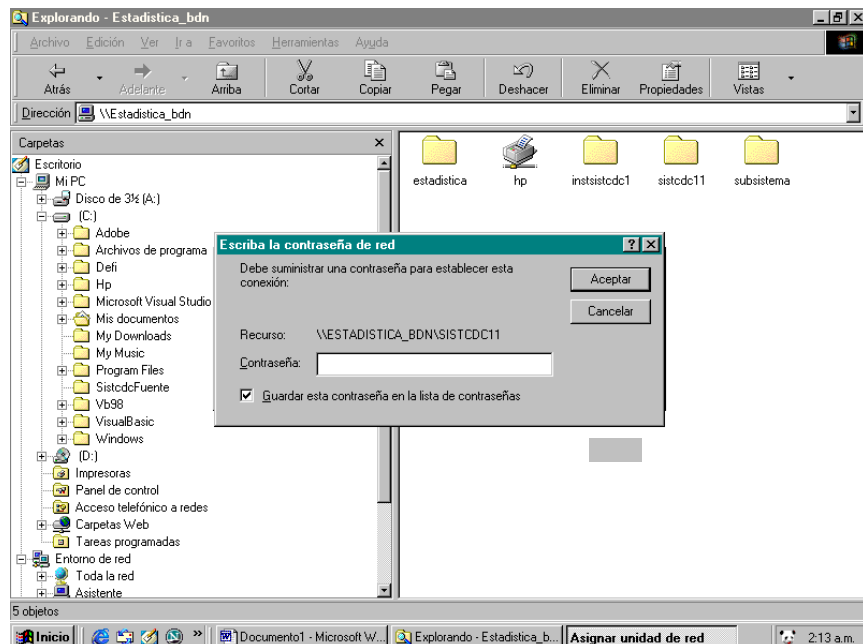 Explorando - Estadistica_bdn
Archivo Edición Ver Ir a Favoritos Herramientas Ayuda
Atrás Adelante Arriba Cortar Copiar Pegar Deshacer Eliminar Propiedades Vistas
Dirección \\Estadistica_bdn
Carpetas
Escritorio
Mi PC
Disco de 3½ (A:)
(C:)
Adobe
Archivos de programa
Defi
Hp
Microsoft Visual Studio
Mis documentos
My Downloads
My Music
Program Files
SistcdcFuente
Vb98
VisualBasic
Windows
(D:)
Impresoras
Panel de control
Acceso telefónico a redes
Carpetas Web
Tareas programadas
Entorno de red
Toda la red
Asistente
estadistica hp instsistcdc1 sistcdc11 subsistema
Escriba la contraseña de red
Debe suministrar una contraseña para establecer esta
conexión:
Aceptar
Cancelar
Recurso: \\ESTADISTICA_BDN\SISTCDC11
Contraseña:
Guardar esta contraseña en la lista de contraseñas
5 objetos
Inicio » Documento1 - Microsoft W... Explorando - Estadistica_b... Asignar unidad de red 2:13 a.m.